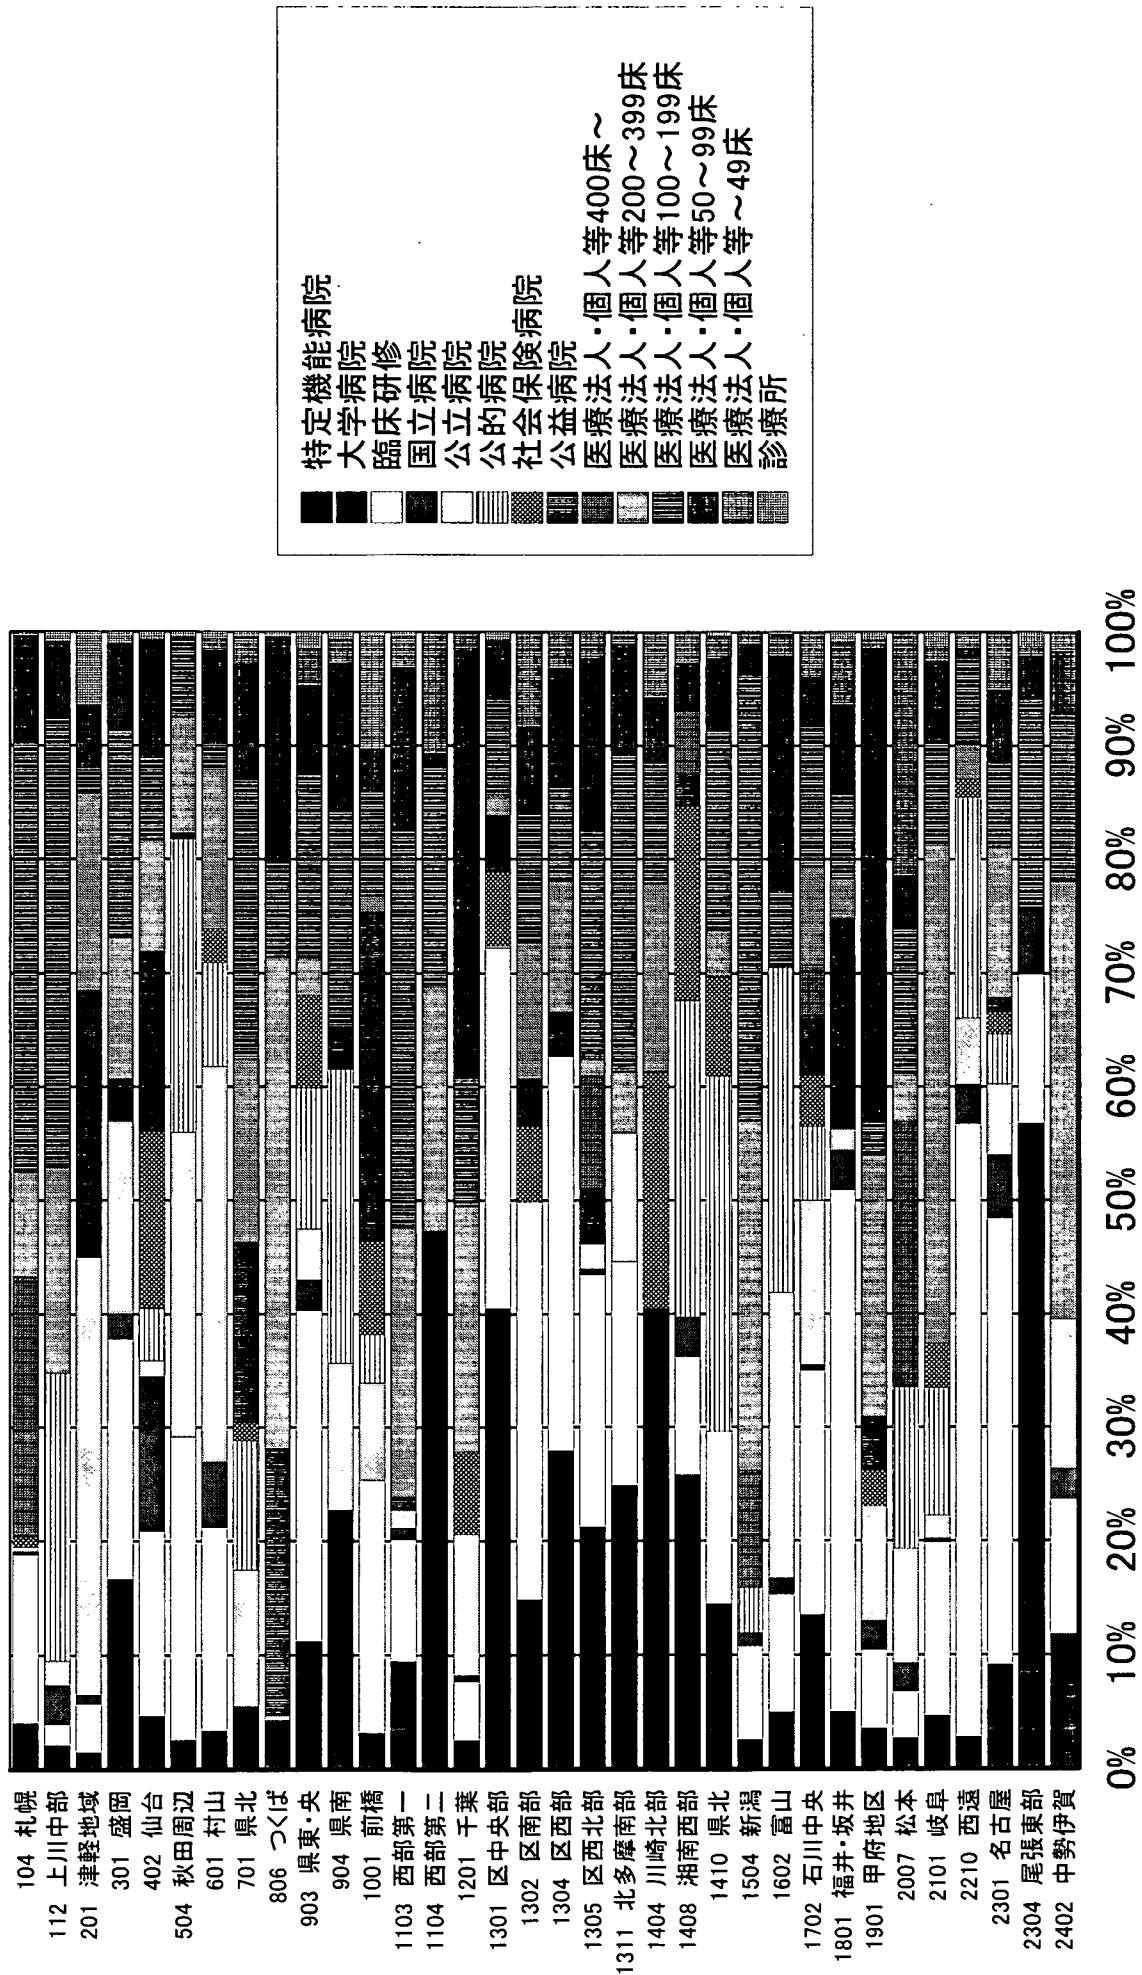 特定機能病院
大学病院
臨床研修
国立病院
公立病院
公的病院
社会保険病院
公益病院
医療法人・個人等400床～
医療法人・個人等200～399床
医療法人・個人等100～199床
医療法人・個人等50～99床
医療法人・個人等～49床
診療所
104 札幌
112 上川中部
201 津軽地域
301 盛岡
402 仙台
504 秋田周辺
601 村山
701 県北
806 つくば
903 県東・央
904 県南
1001 前橋
1103 西部第一
1104 西部第二
1201 千葉
1301 区中央部
1302 区南部
1304 区西部
1305 区西北部
1311 北多摩南部
1404 川崎北部
1408 湘南西部
1410 県北
1504 新潟
1602 富山
1702 石川中央
1801 福井・坂井
1901 甲府地区
2007 松本
2101 岐阜
2210 西遠
2301 名古屋
2304 尾張東部
2402 中勢伊賀
0%
10%
20%
30%
40%
50%
60%
70%
80%
90%
100%